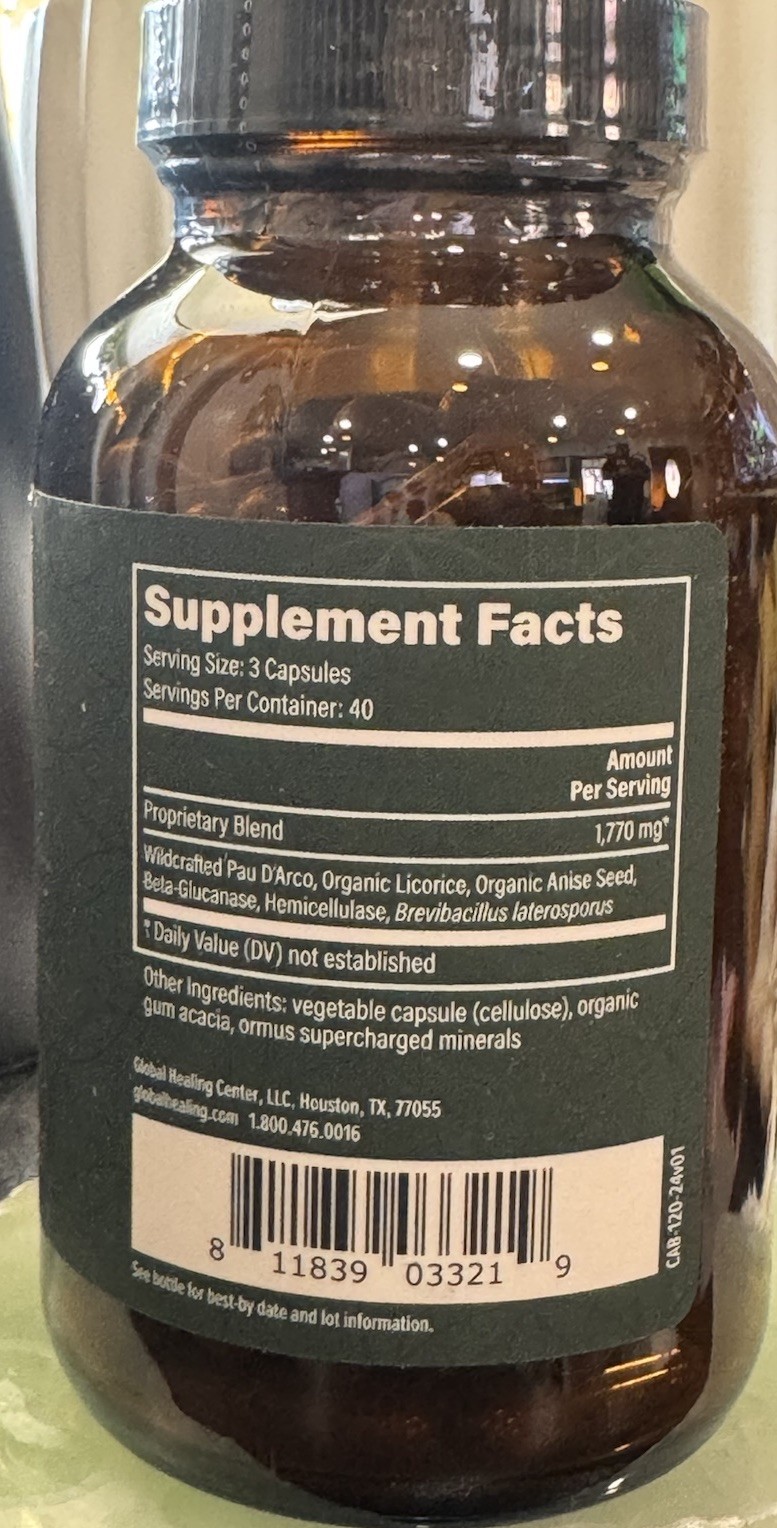 Supplement Facts
Serving Size: 3 Capsules
Servings Per Container: 40
Amount
Per Serving
Proprietary Blend 1,770 mg*
Wildcrafted Pau D'Arco, Organic Licorice, Organic Anise Seed,
Beta-Glucanase, Hemicellulase, Brevibacillus laterosporus
* Daily Value (DV) not established
Other Ingredients: vegetable capsule (cellulose), organic
gum acacia, ormus supercharged minerals
Global Healing Center, LLC, Houston, TX, 77055
globalhealing.com 1.800.476.0016
8 11839 03321 9
CAB-120-24v01
See bottle for best-by date and lot information.